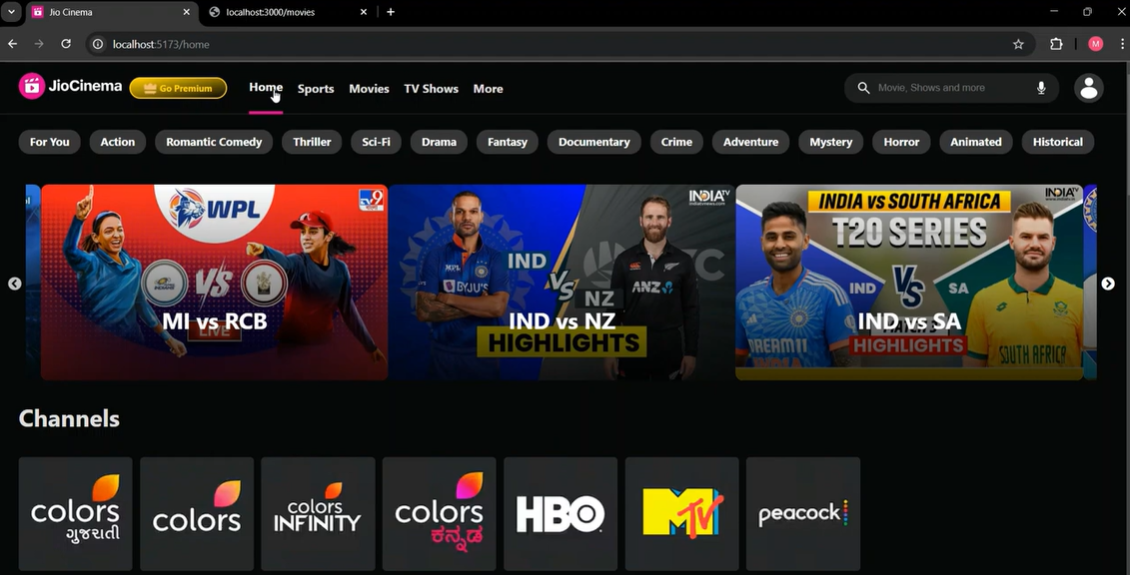 Jio Cinema
localhost:3000/movies
localhost:5173/home
M
JioCinema
Go Premium
Home
Sports
Movies
TV Shows
More
Movie, Shows and more
For You
Action
Romantic Comedy
Thriller
Sci-Fi
Drama
Fantasy
Documentary
Crime
Adventure
Mystery
Horror
Animated
Historical
WPL
TV9
VS
MI vs RCB
LIVE
INDIA TV
BYJU'S
IND
VS
NZ
ANZ
IND vs NZ
HIGHLIGHTS
INDIA vs SOUTH AFRICA
INDIA TV
T20 SERIES
IND
VS
SA
IND vs SA
DREAM11
HIGHLIGHTS
SOUTH AFRICA
Channels
colors
ગુજરાતી
colors
colors
INFINITY
colors
ಕನ್ನಡ
HBO
MTV
peacock